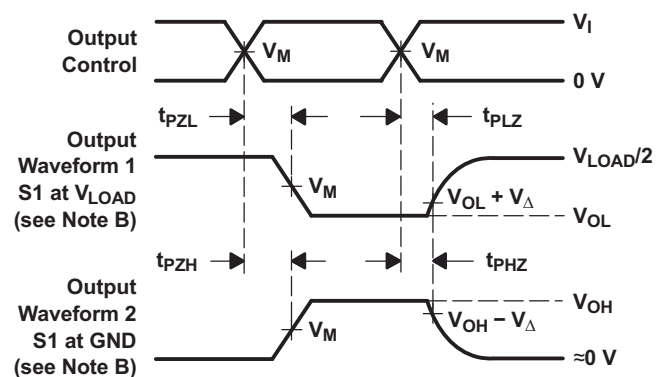 Output
Control
V_M
V_M
V_I
0 V
t_PZL
t_PLZ
Output
Waveform 1
S1 at V_LOAD
(see Note B)
V_M
V_LOAD/2
V_OL + V_Δ
V_OL
t_PZH
t_PHZ
Output
Waveform 2
S1 at GND
(see Note B)
V_M
V_OH
V_OH − V_Δ
≈0 V